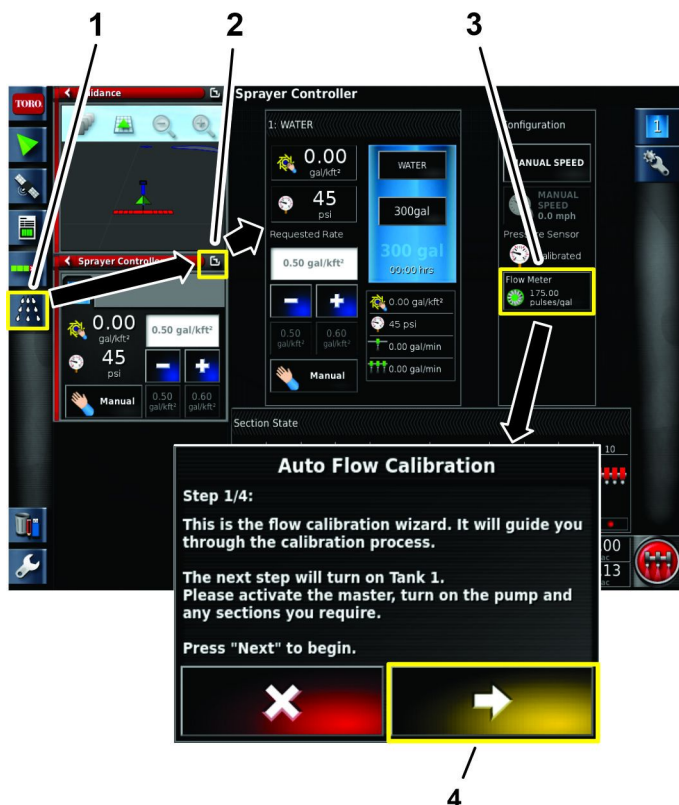 1
2
3
TORO.
Guidance
Sprayer Controller
0.00
gal/kft²
0.50 gal/kft²
45
psi
Manual
0.50
gal/kft²
0.60
gal/kft²
Sprayer Controller
1: WATER
0.00
gal/kft²
45
psi
Requested Rate
0.50 gal/kft²
0.50
gal/kft²
0.60
gal/kft²
Manual
WATER
300gal
300 gal
00:00 hrs
0.00 gal/kft²
45 psi
0.00 gal/min
0.00 gal/min
Configuration
MANUAL SPEED
MANUAL
SPEED
0.0 mph
Pressure Sensor
Calibrated
Flow Meter
175.00
pulses/gal
1
Section State
10
00
ac
13
ac
Auto Flow Calibration
Step 1/4:
This is the flow calibration wizard. It will guide you
through the calibration process.
The next step will turn on Tank 1.
Please activate the master, turn on the pump and
any sections you require.
Press "Next" to begin.
4